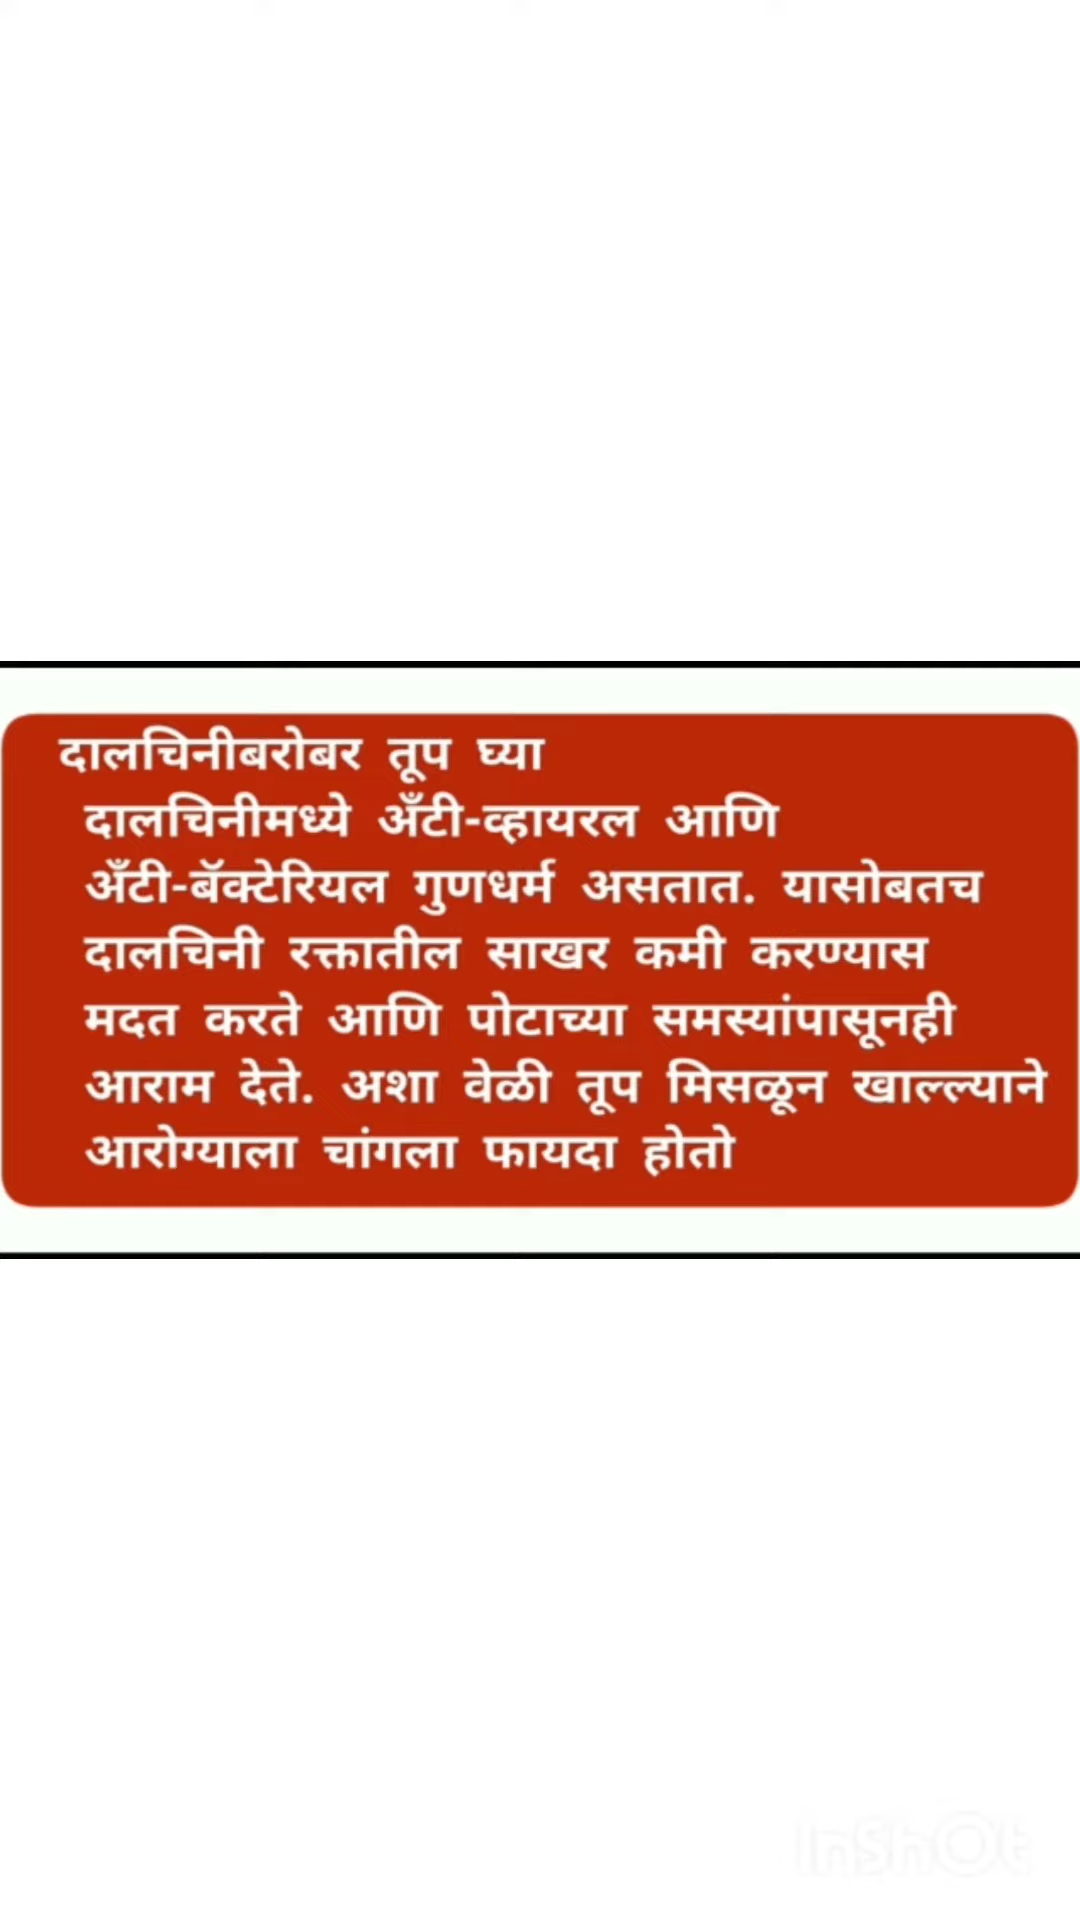 दालचिनीबरोबर तूप घ्या
दालचिनीमध्ये अँटी-व्हायरल आणि
अँटी-बॅक्टेरियल गुणधर्म असतात. यासोबतच
दालचिनी रक्तातील साखर कमी करण्यास
मदत करते आणि पोटाच्या समस्यांपासूनही
आराम देते. अशा वेळी तूप मिसळून खाल्ल्याने
आरोग्याला चांगला फायदा होतो
InShOt